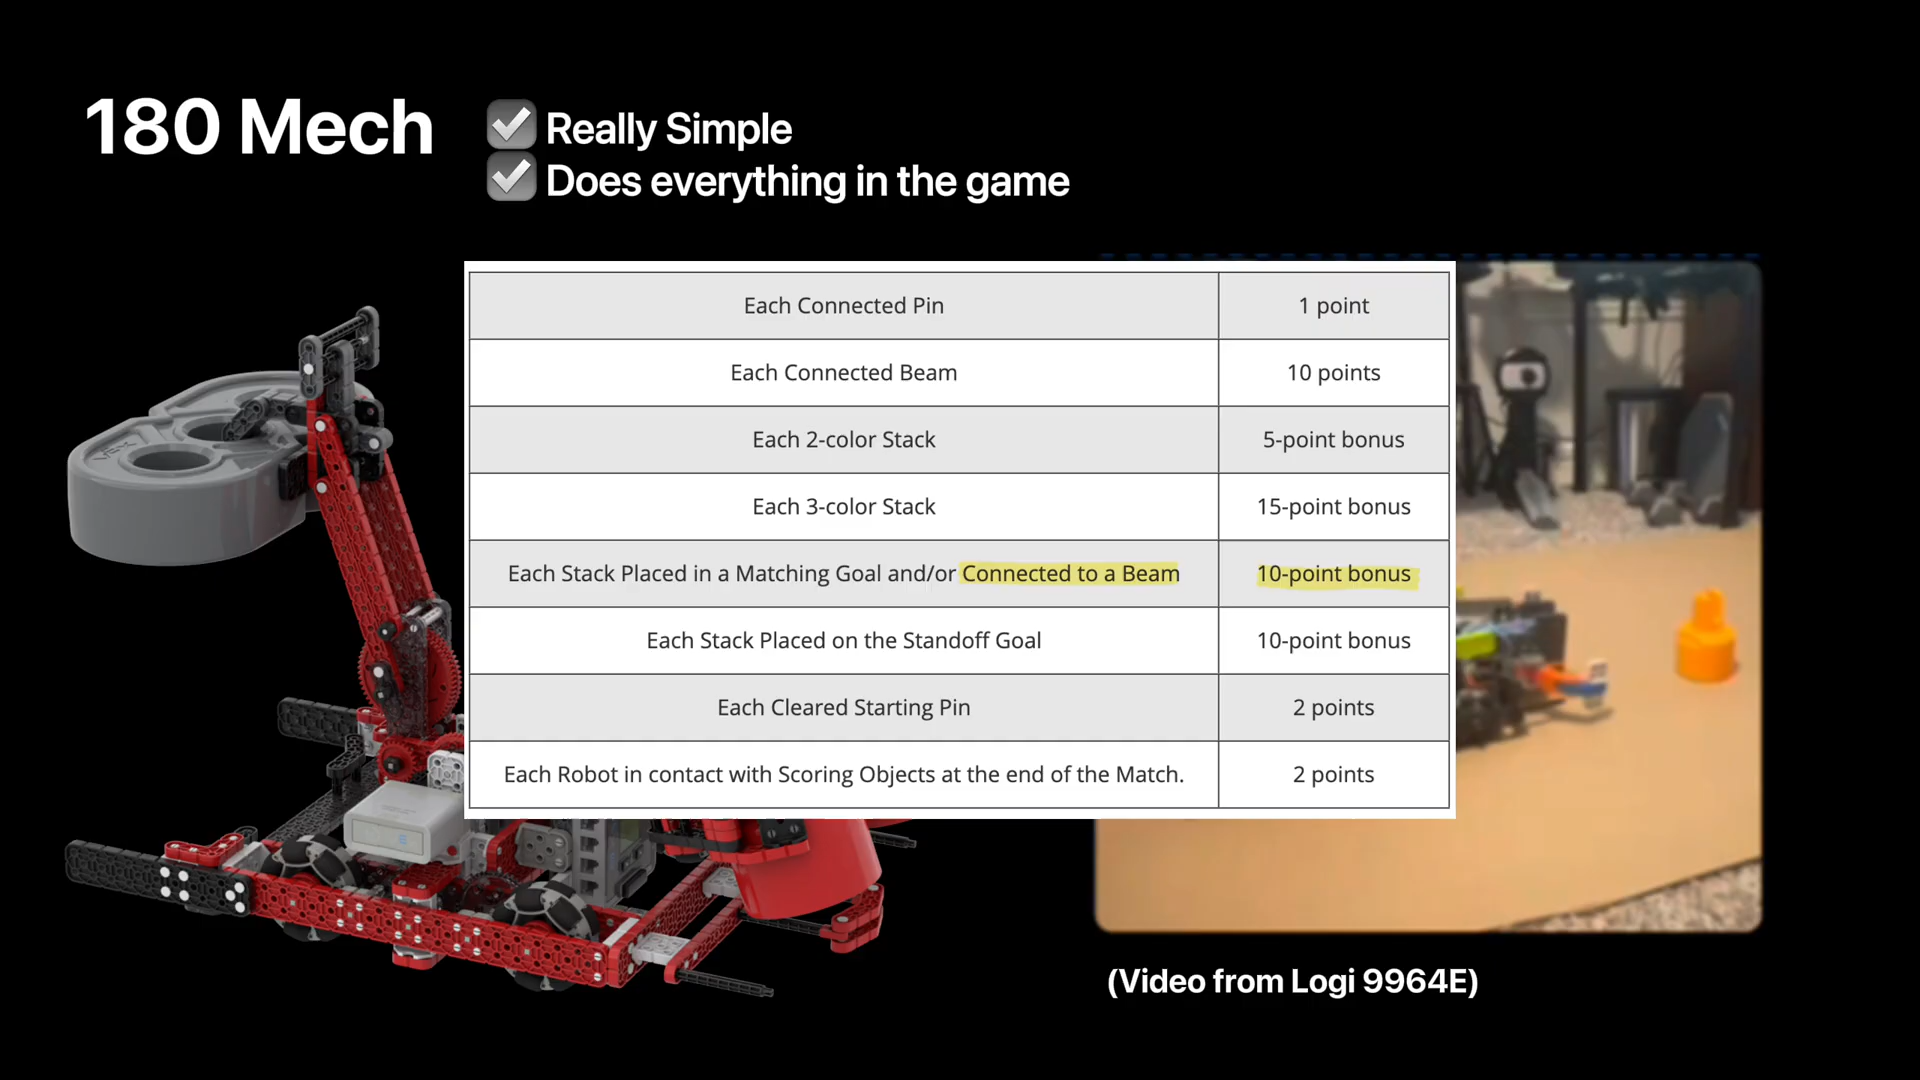 180 Mech
Really Simple
Does everything in the game
Each Connected Pin 1 point
Each Connected Beam 10 points
Each 2-color Stack 5-point bonus
Each 3-color Stack 15-point bonus
Each Stack Placed in a Matching Goal and/or Connected to a Beam 10-point bonus
Each Stack Placed on the Standoff Goal 10-point bonus
Each Cleared Starting Pin 2 points
Each Robot in contact with Scoring Objects at the end of the Match. 2 points
(Video from Logi 9964E)